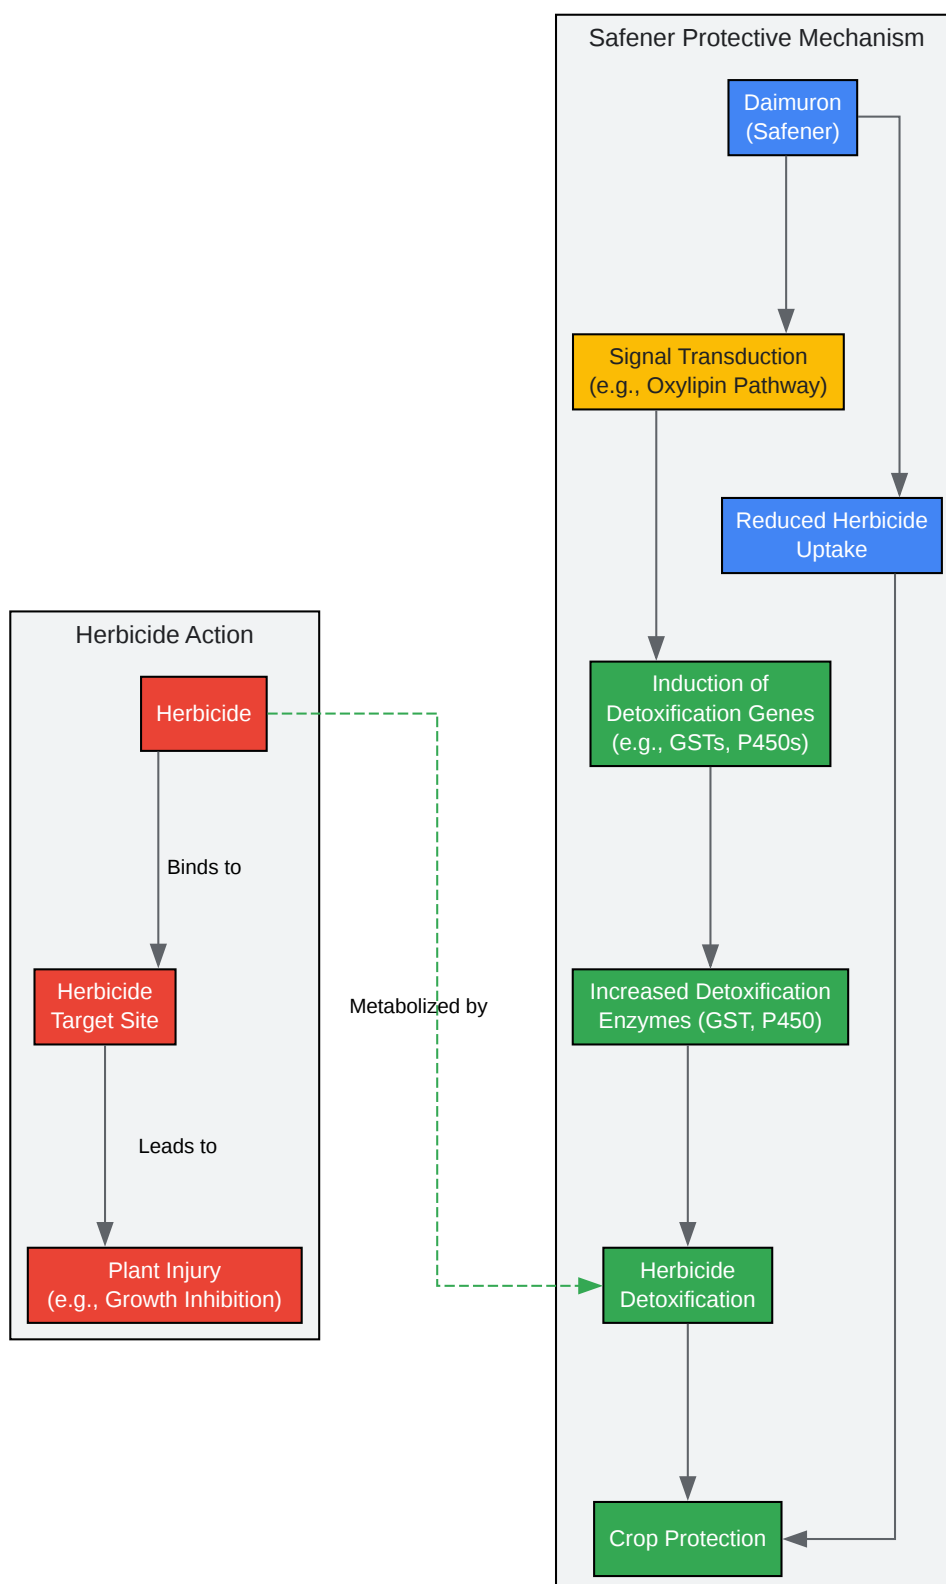 Safener Protective Mechanism
Daimuron
(Safener)
Signal Transduction
(e.g., Oxylipin Pathway)
Reduced Herbicide
Uptake
Herbicide Action
Herbicide
Induction of
Detoxification Genes
(e.g., GSTs, P450s)
Binds to
Herbicide
Target Site
Metabolized by
Increased Detoxification
Enzymes (GST, P450)
Leads to
Plant Injury
(e.g., Growth Inhibition)
Herbicide
Detoxification
Crop Protection